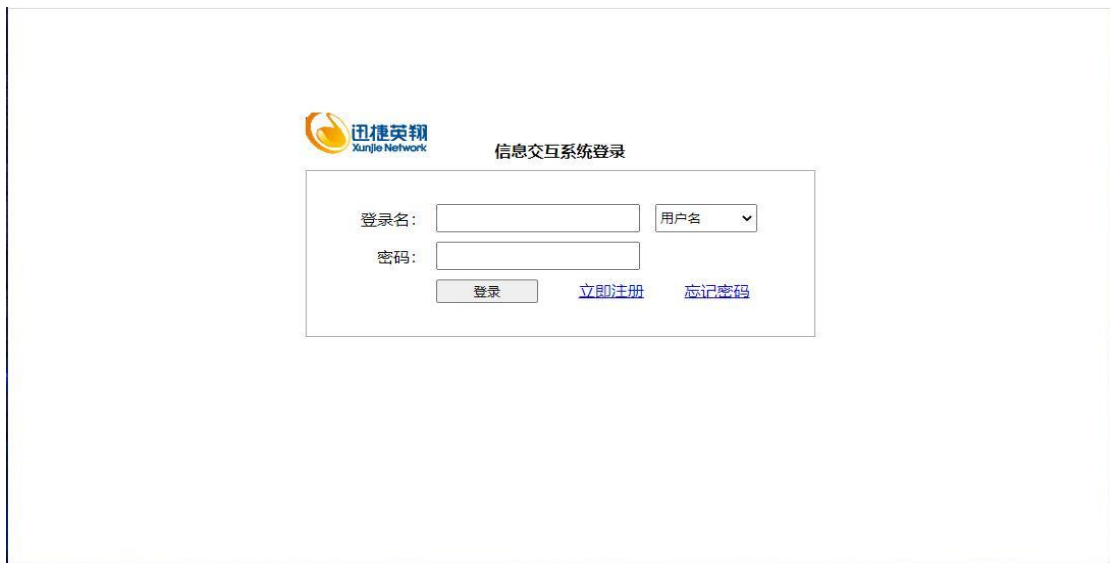 迅捷英翔
Xunjie Network
信息交互系统登录
登录名： 用户名
密码：
登录 立即注册 忘记密码